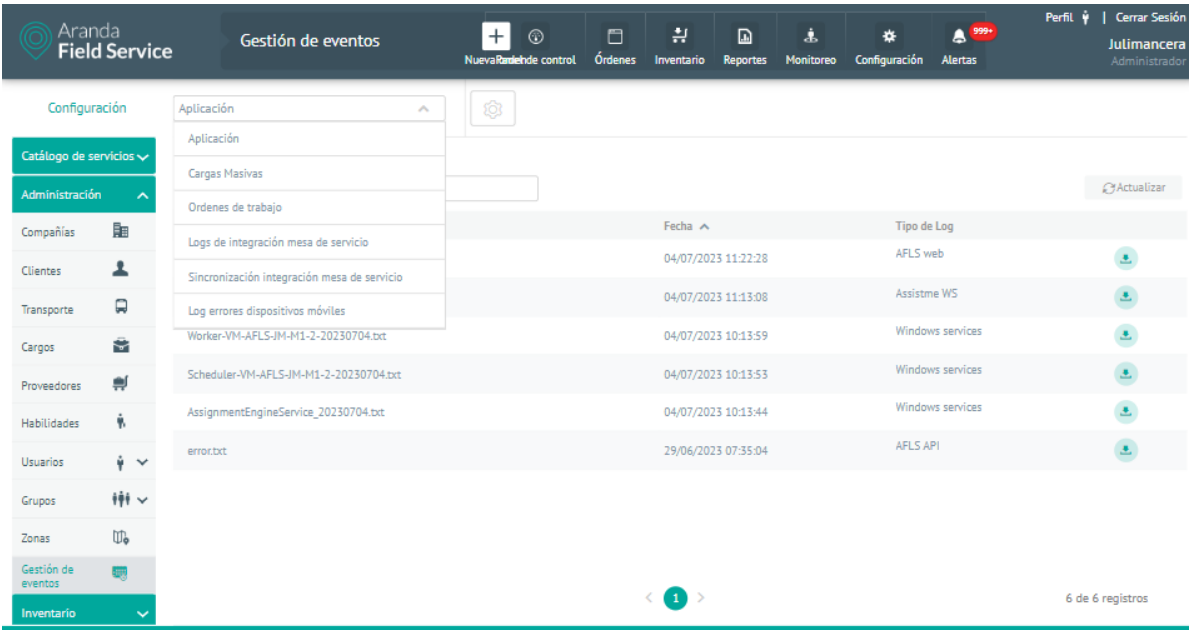 Aranda
Field Service
Gestión de eventos
Nueva
de control
Órdenes
Inventario
Reportes
Monitoreo
Configuración
Alertas
999+
Perfil | Cerrar Sesión
Julimancera
Administrador
Configuración
Catálogo de servicios
Administración
Compañías
Clientes
Transporte
Cargos
Proveedores
Habilidades
Usuarios
Grupos
Zonas
Gestión de
eventos
Inventario
Aplicación
Aplicación
Cargas Masivas
Ordenes de trabajo
Logs de integración mesa de servicio
Sincronización integración mesa de servicio
Log errores dispositivos móviles
Actualizar
Fecha Tipo de Log
04/07/2023 11:22:28 AFLS web
04/07/2023 11:13:08 Assistme WS
Worker-VM-AFLS-JM-M1-2-20230704.txt 04/07/2023 10:13:59 Windows services
Scheduler-VM-AFLS-JM-M1-2-20230704.txt 04/07/2023 10:13:53 Windows services
AssignmentEngineService_20230704.txt 04/07/2023 10:13:44 Windows services
error.txt 29/06/2023 07:35:04 AFLS API
1
6 de 6 registros